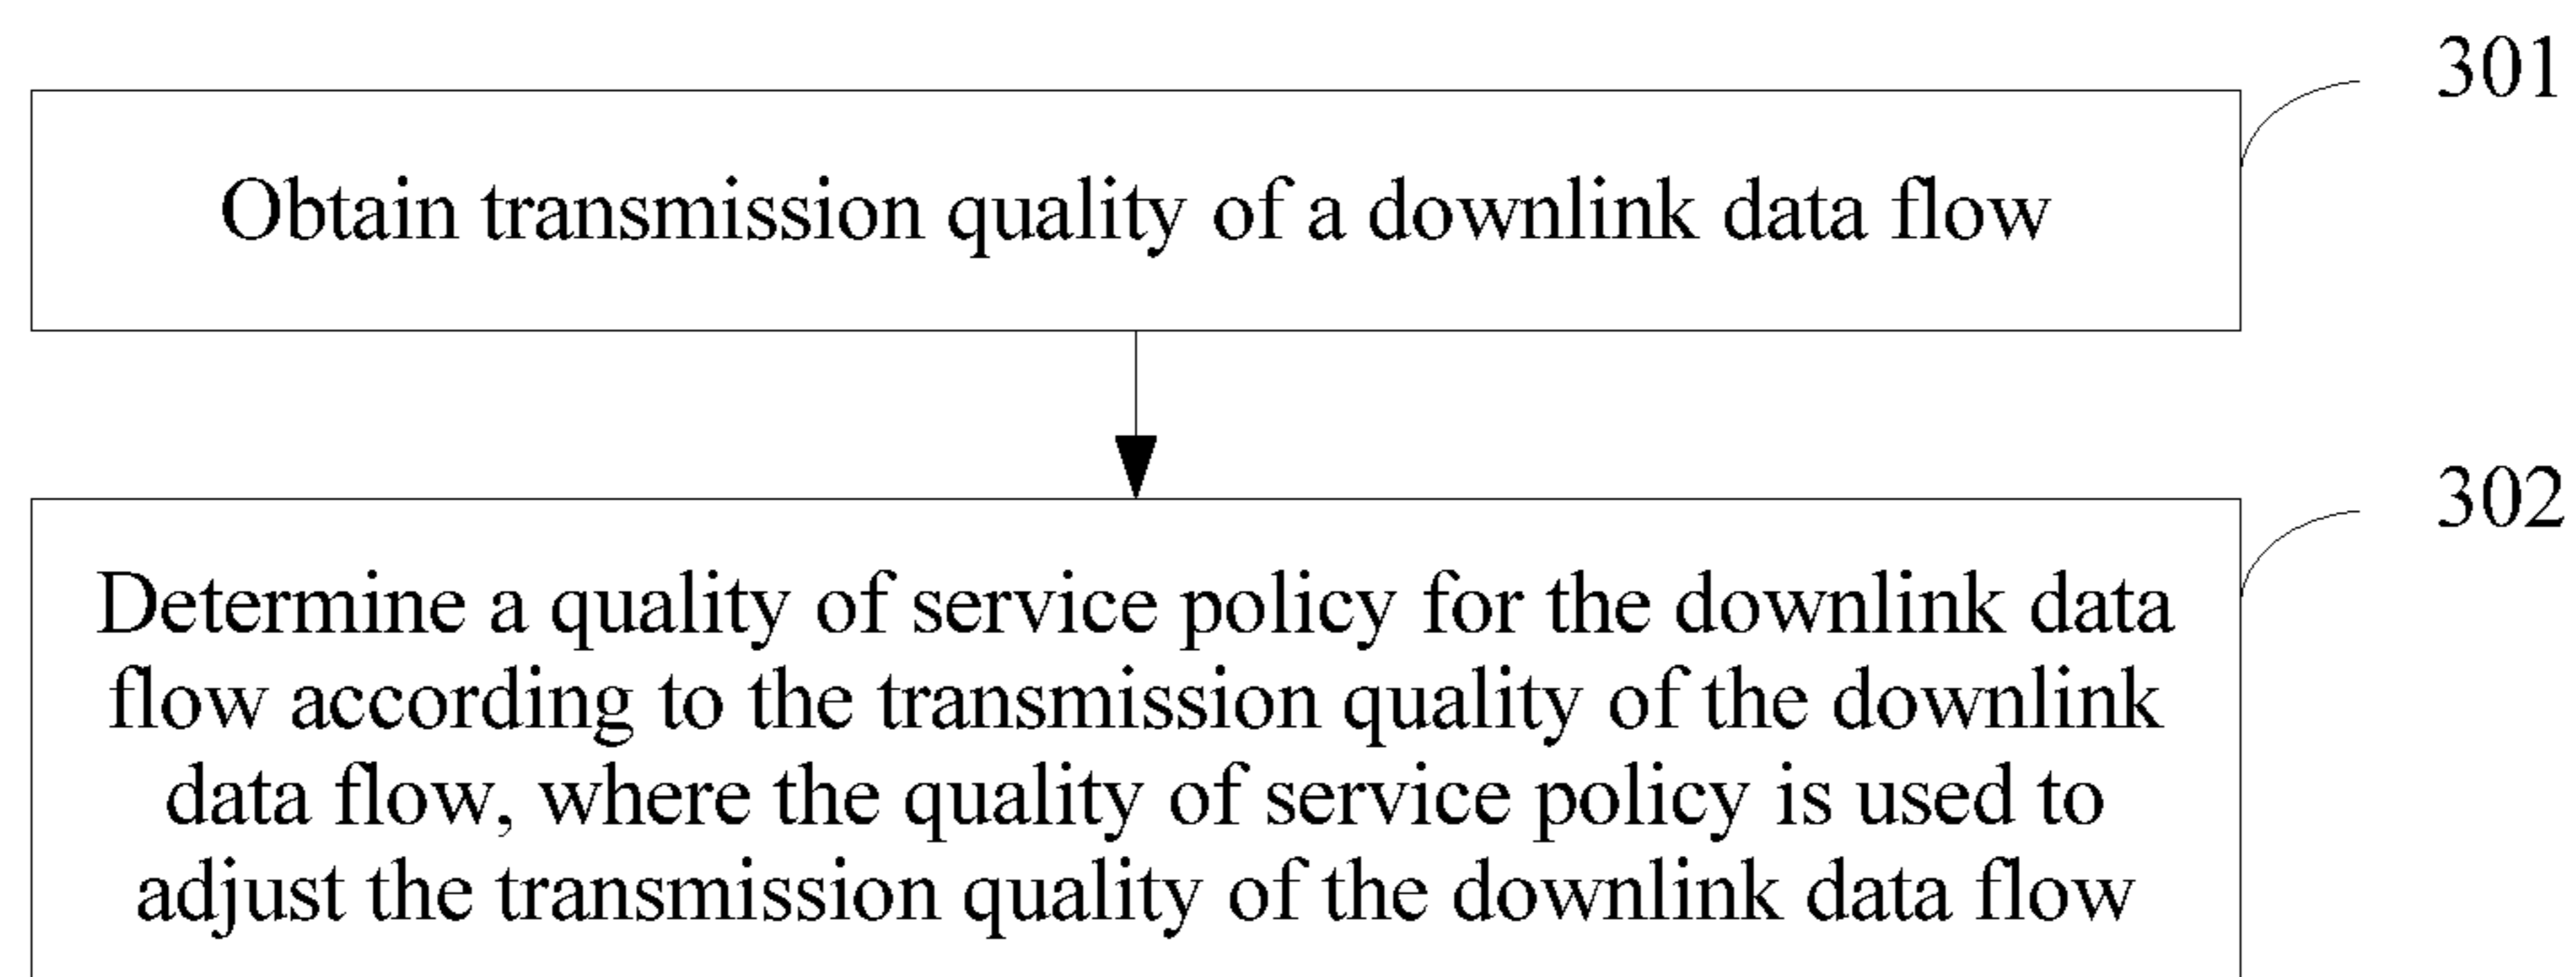 301
Obtain transmission quality of a downlink data flow
302
Determine a quality of service policy for the downlink data
flow according to the transmission quality of the downlink
data flow, where the quality of service policy is used to
adjust the transmission quality of the downlink data flow